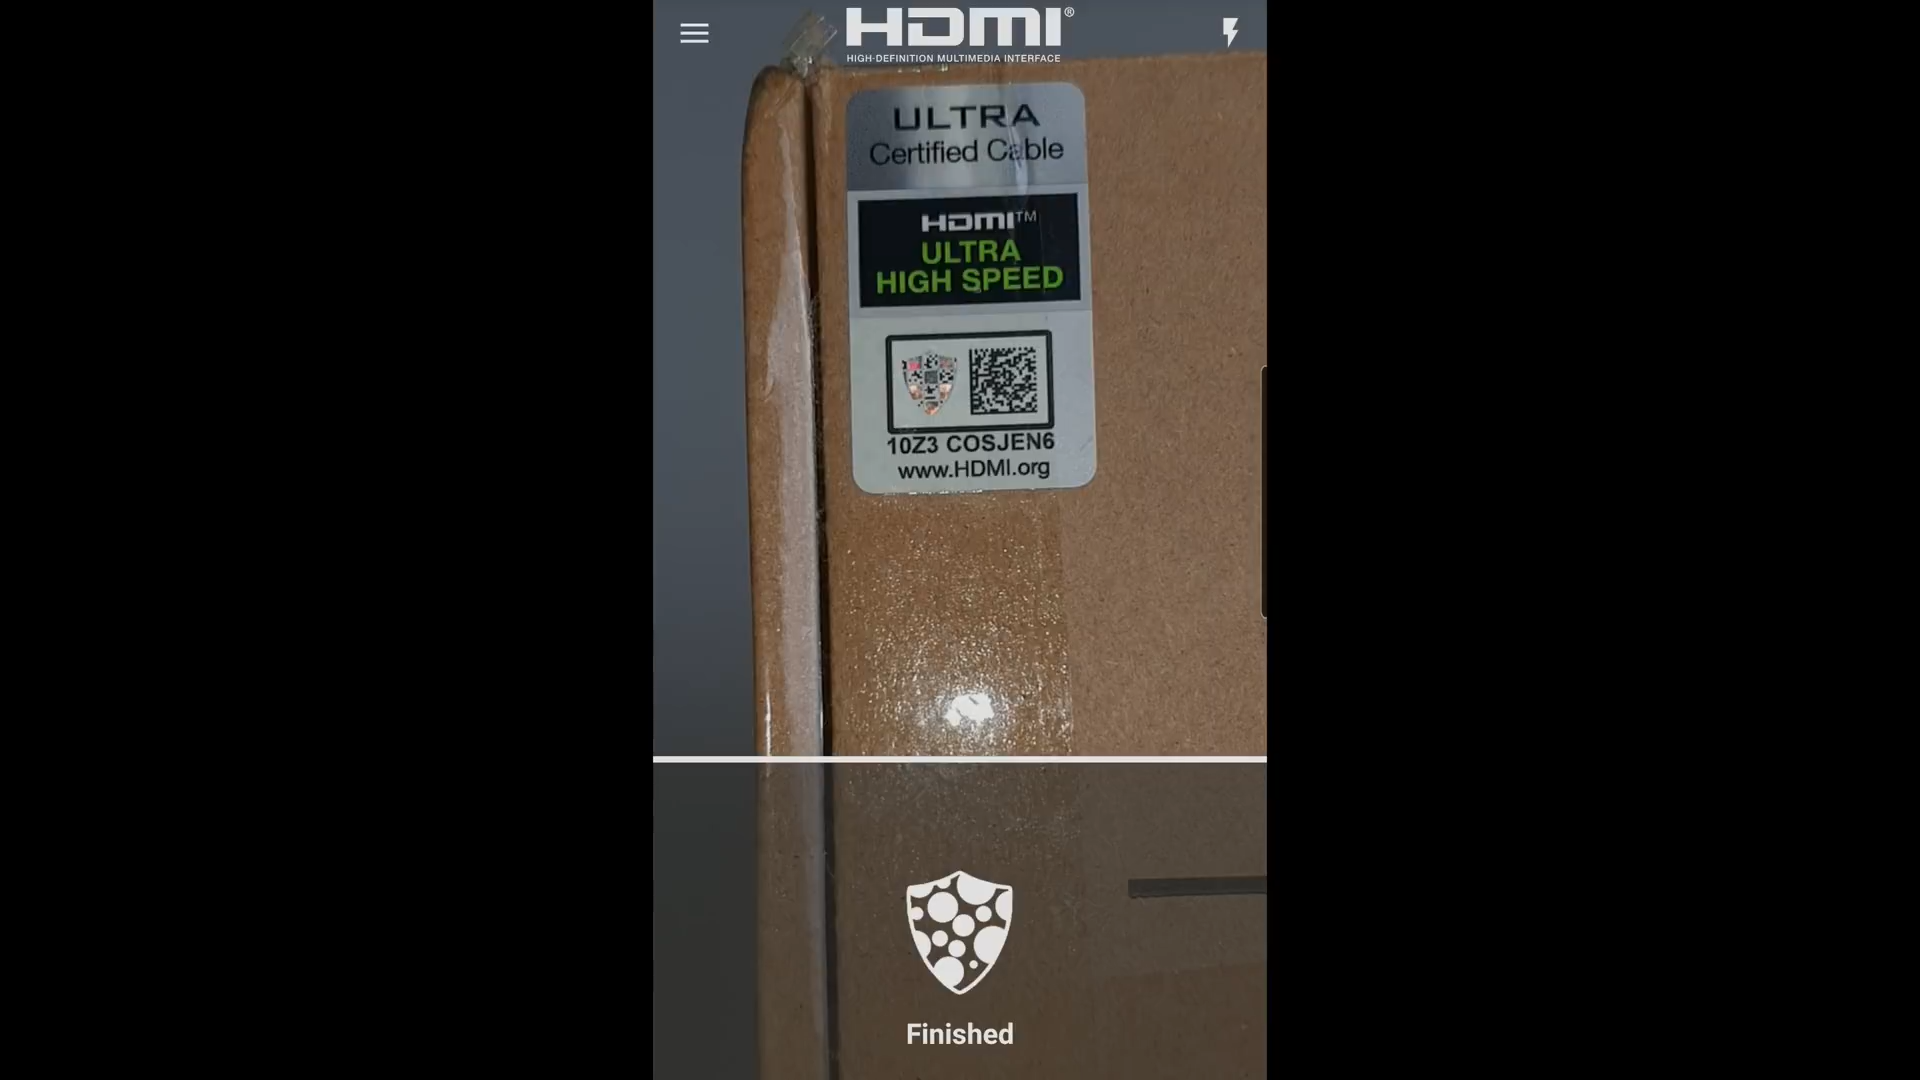 HDMI®
HIGH-DEFINITION MULTIMEDIA INTERFACE
ULTRA
Certified Cable
HDMI™
ULTRA
HIGH SPEED
10Z3 COSJEN6
www.HDMI.org
Finished